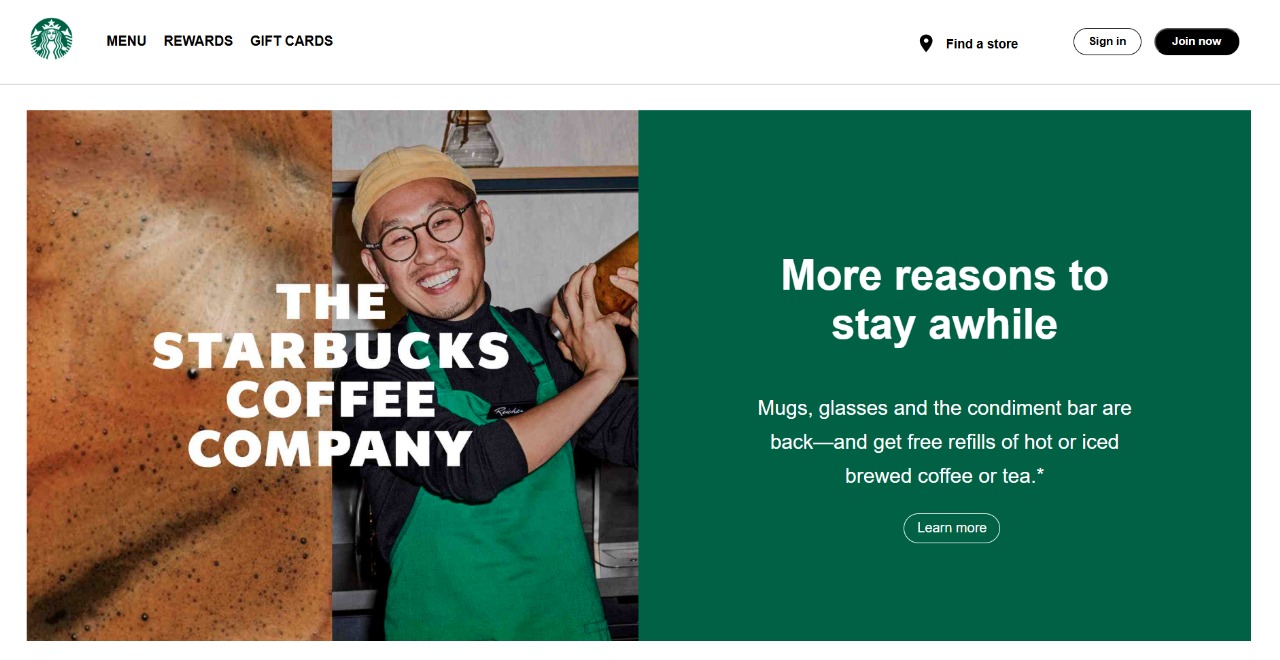 MENU REWARDS GIFT CARDS
Find a store
Sign in
Join now
THE
STARBUCKS
COFFEE
COMPANY
More reasons to
stay awhile
Mugs, glasses and the condiment bar are
back—and get free refills of hot or iced
brewed coffee or tea.*
Learn more